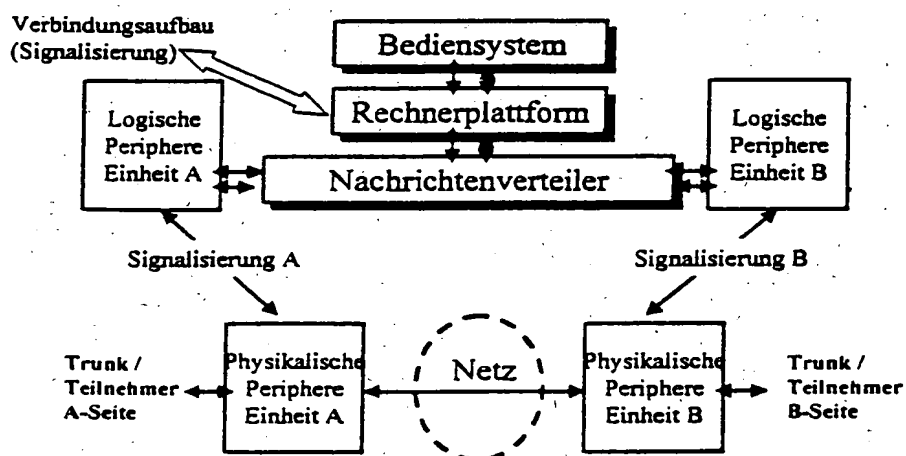 Verbindungsaufbau
(Signalisierung)
Bediensystem
Rechnerplattform
Nachrichtenverteiler
Logische
Periphere
Einheit A
Logische
Periphere
Einheit B
Signalisierung A
Signalisierung B
Trunk /
Teilnehmer
A-Seite
Physikalische
Periphere
Einheit A
Netz
Physikalische
Periphere
Einheit B
Trunk /
Teilnehmer
B-Seite